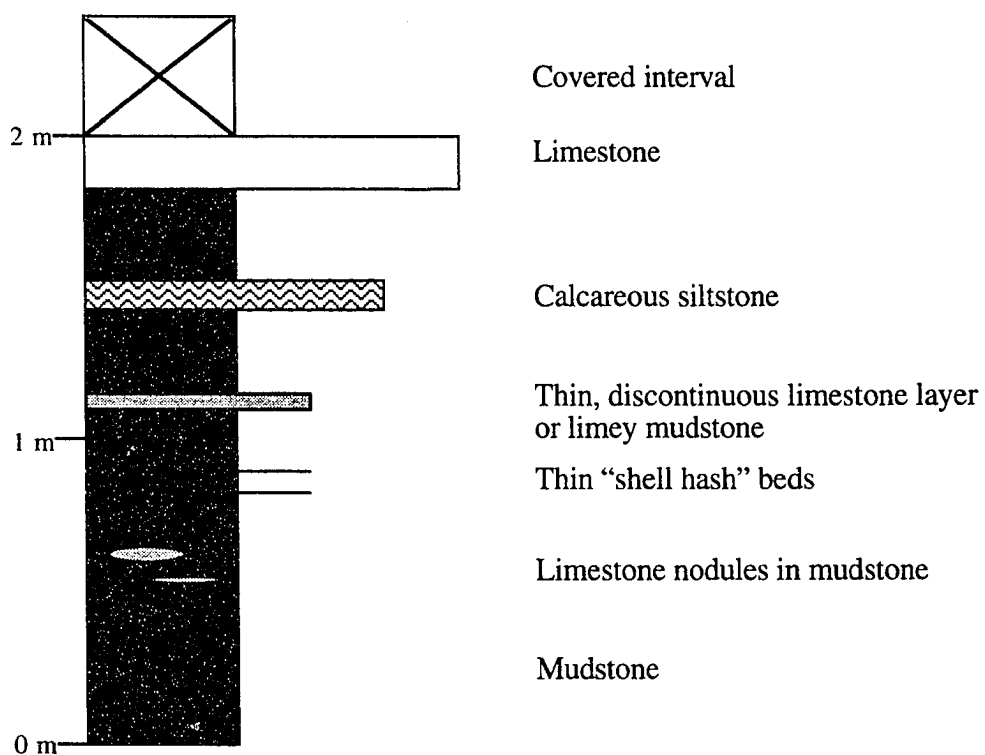 Covered interval
2 m
Limestone
Calcareous siltstone
Thin, discontinuous limestone layer
or limey mudstone
1 m
Thin “shell hash” beds
Limestone nodules in mudstone
Mudstone
0 m